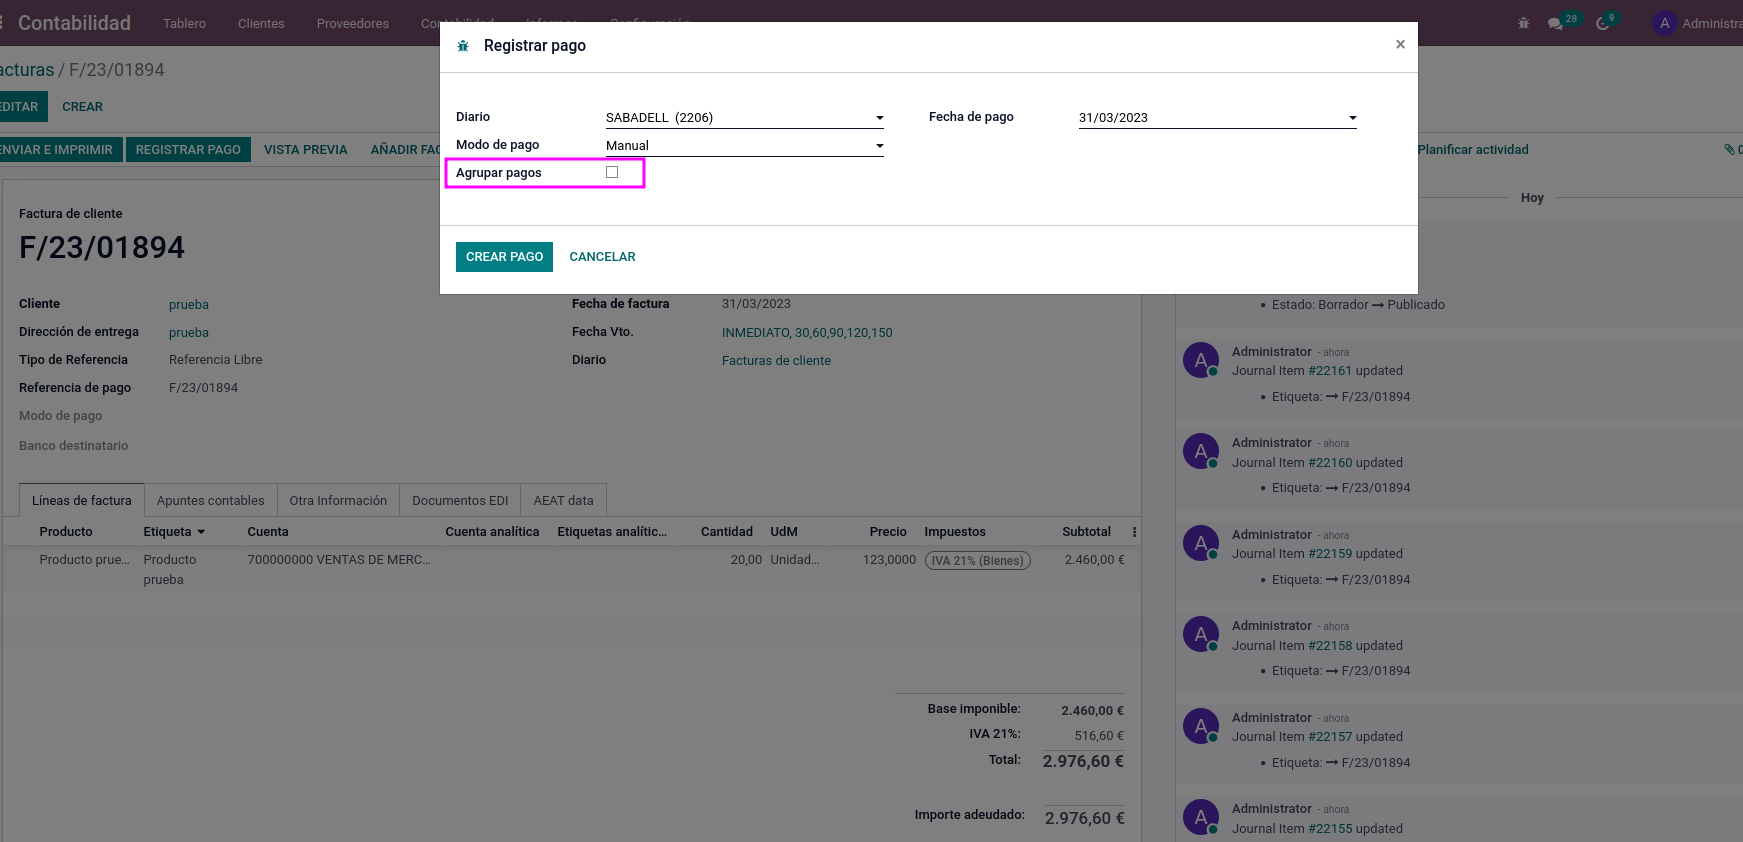 Contabilidad Tablero Clientes Proveedores 28 9 A
acturas / F/23/01894
EDITAR CREAR
ENVIAR E IMPRIMIR REGISTRAR PAGO VISTA PREVIA AÑADIR FAC
Registrar pago ×
Diario SABADELL (2206) Fecha de pago 31/03/2023
Modo de pago Manual
Agrupar pagos
CREAR PAGO CANCELAR
Planificar actividad 0
Factura de cliente
F/23/01894
Cliente prueba Fecha de factura 31/03/2023
Dirección de entrega prueba Fecha Vto. INMEDIATO, 30,60,90,120,150
Tipo de Referencia Referencia Libre Diario Facturas de cliente
Referencia de pago F/23/01894
Modo de pago
Banco destinatario
Líneas de factura Apuntes contables Otra Información Documentos EDI AEAT data
Producto Etiqueta Cuenta Cuenta analítica Etiquetas analític... Cantidad UdM Precio Impuestos Subtotal
Producto prue... Producto prueba 700000000 VENTAS DE MERC... 20,00 Unidad... 123,0000 IVA 21% (Bienes) 2.460,00 €
Base imponible: 2.460,00 €
IVA 21%: 516,60 €
Total: 2.976,60 €
Importe adeudado: 2.976,60 €
Hoy
• Estado: Borrador → Publicado
A Administrator - ahora
Journal Item #22161 updated
• Etiqueta: → F/23/01894
A Administrator - ahora
Journal Item #22160 updated
• Etiqueta: → F/23/01894
A Administrator - ahora
Journal Item #22159 updated
• Etiqueta: → F/23/01894
A Administrator - ahora
Journal Item #22158 updated
• Etiqueta: → F/23/01894
A Administrator - ahora
Journal Item #22157 updated
• Etiqueta: → F/23/01894
A Administrator - ahora
Journal Item #22155 updated